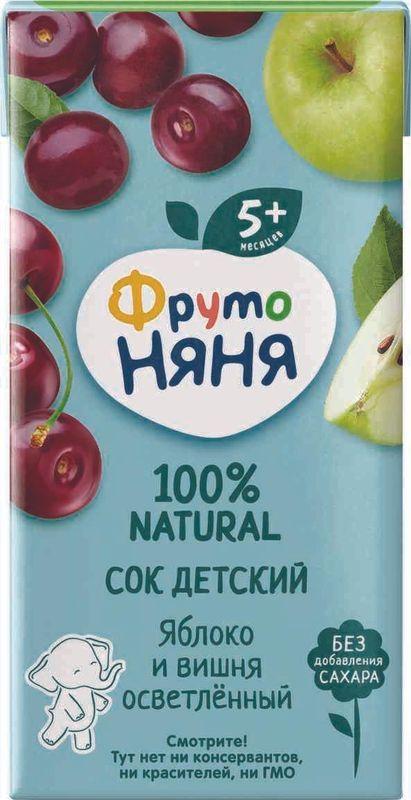 5+
месяцев
Фруто
НЯНЯ
100%
NATURAL
СОК ДЕТСКИЙ
Яблоко
и вишня
осветлённый
БЕЗ
добавления
САХАРА
Смотрите!
Тут нет ни консервантов,
ни красителей, ни ГМО